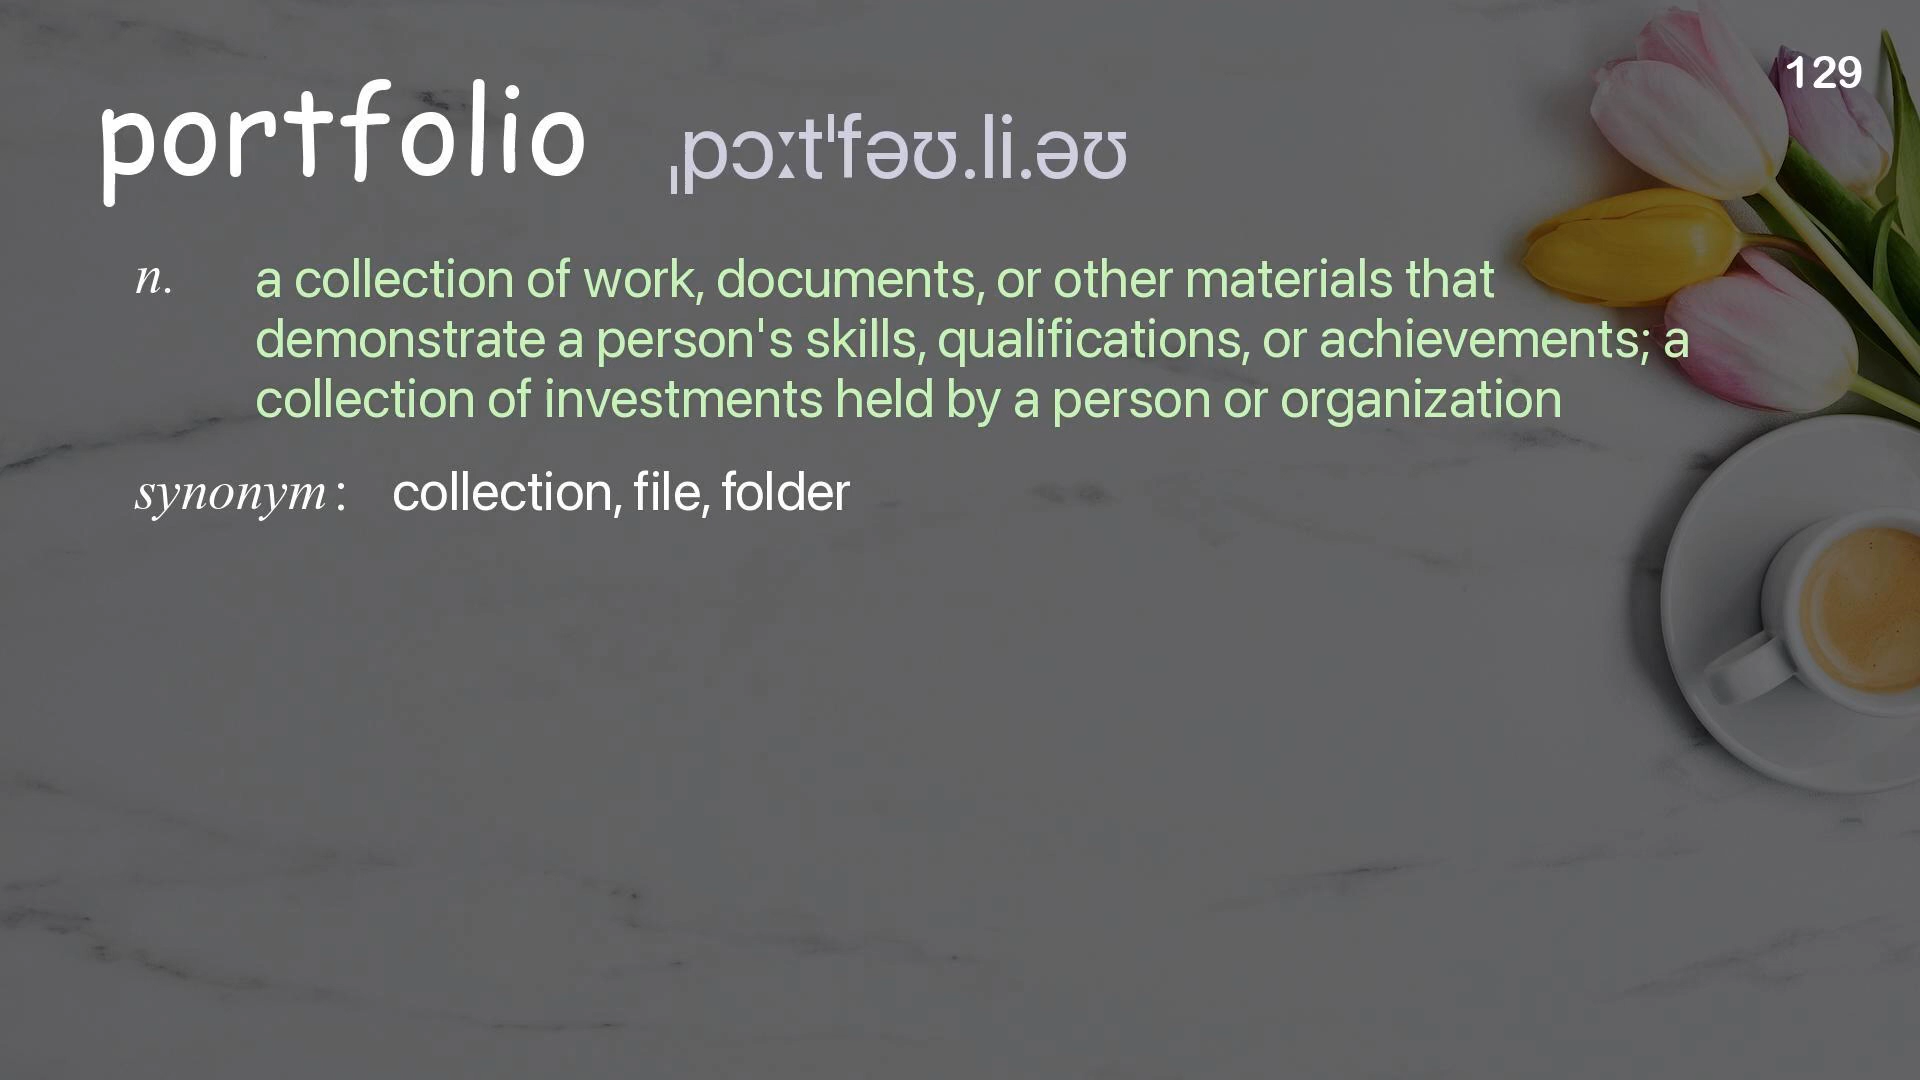 129
portfolio ˌpɔːtˈfəʊ.li.əʊ
n. a collection of work, documents, or other materials that
demonstrate a person's skills, qualifications, or achievements; a
collection of investments held by a person or organization
synonym: collection, file, folder